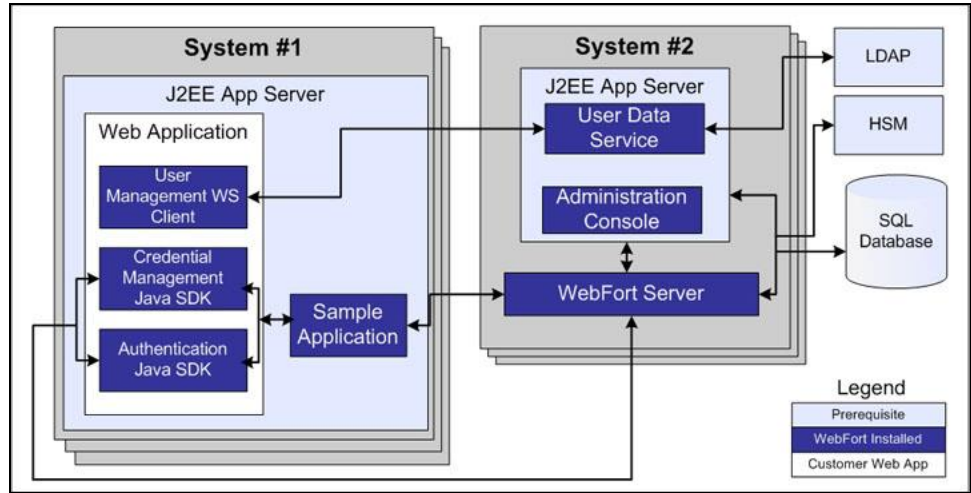 System #1
J2EE App Server
Web Application
User
Management WS
Client
Credential
Management
Java SDK
Authentication
Java SDK
Sample
Application
System #2
J2EE App Server
User Data
Service
Administration
Console
WebFort Server
LDAP
HSM
SQL
Database
Legend
Prerequisite
WebFort Installed
Customer Web App